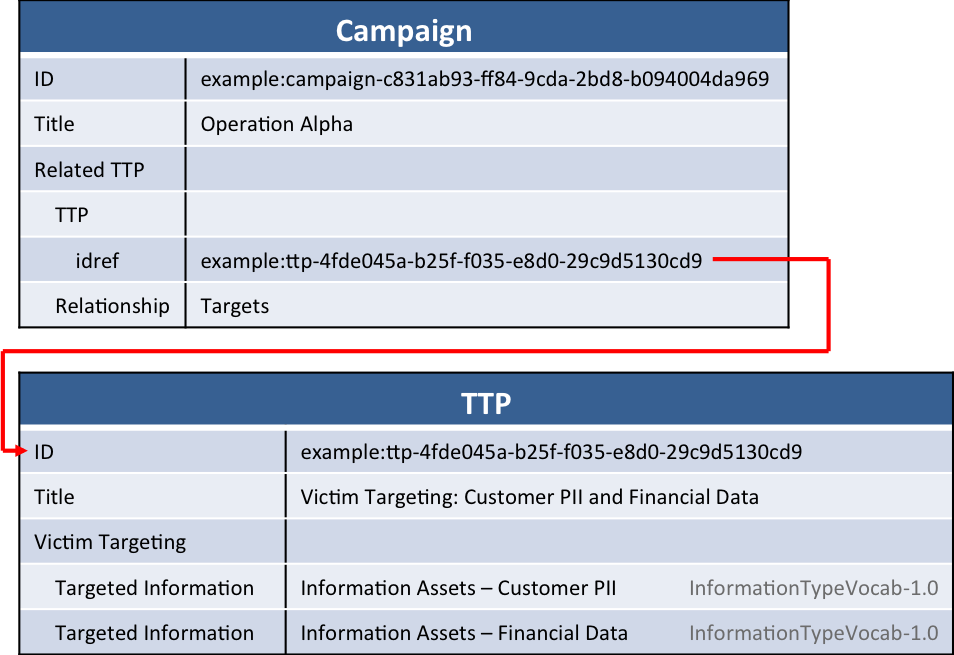 Campaign
ID example:campaign-c831ab93-ff84-9cda-2bd8-b094004da969
Title Operation Alpha
Related TTP
TTP
idref example:ttp-4fde045a-b25f-f035-e8d0-29c9d5130cd9
Relationship Targets
TTP
ID example:ttp-4fde045a-b25f-f035-e8d0-29c9d5130cd9
Title Victim Targeting: Customer PII and Financial Data
Victim Targeting
Targeted Information Information Assets – Customer PII InformationTypeVocab-1.0
Targeted Information Information Assets – Financial Data InformationTypeVocab-1.0